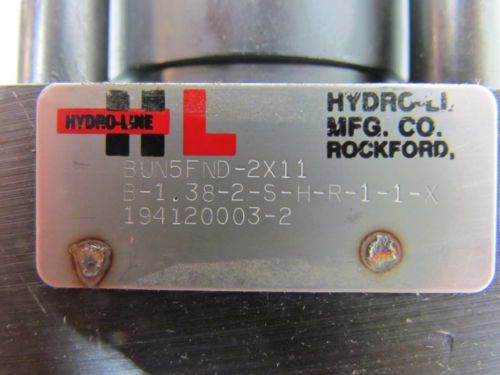 HYDRO-LINE
HL
HYDRO-LI
MFG. CO.
ROCKFORD,
BUN5FND-2X11
B-1.38-2-S-H-R-1-1-X
194120003-2